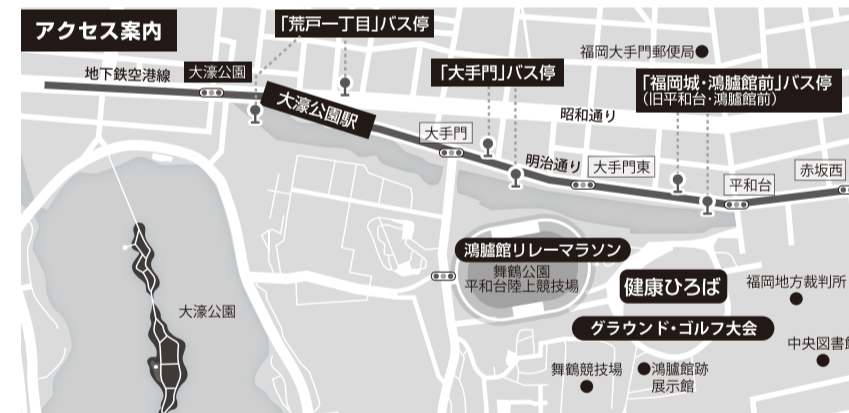 アクセス案内
「荒戸一丁目」バス停
地下鉄空港線
大濠公園
「大手門」バス停
福岡大手門郵便局
「福岡城・鴻臚館前」バス停
(旧平和台・鴻臚館前)
大濠公園駅
昭和通り
大手門
明治通り
大手門東
平和台
赤坂西
鴻臚館リレーマラソン
舞鶴公園
平和台陸上競技場
健康ひろば
福岡地方裁判所
大濠公園
グラウンド・ゴルフ大会
中央図書館
舞鶴競技場
鴻臚館跡
展示館